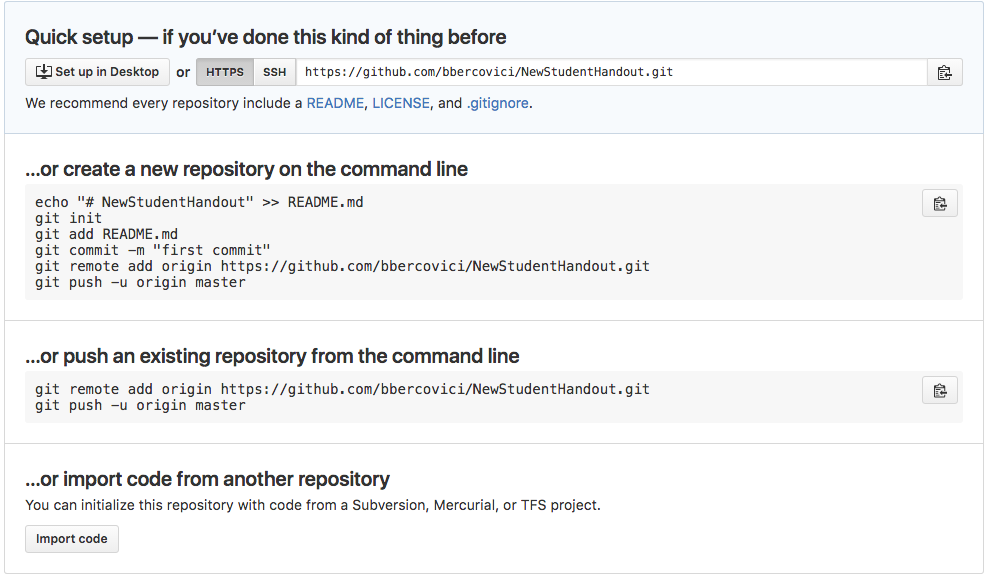 Quick setup — if you’ve done this kind of thing before
Set up in Desktop or HTTPS SSH https://github.com/bbercovici/NewStudentHandout.git
We recommend every repository include a README, LICENSE, and .gitignore.
...or create a new repository on the command line
echo "# NewStudentHandout" >> README.md
git init
git add README.md
git commit -m "first commit"
git remote add origin https://github.com/bbercovici/NewStudentHandout.git
git push -u origin master
...or push an existing repository from the command line
git remote add origin https://github.com/bbercovici/NewStudentHandout.git
git push -u origin master
...or import code from another repository
You can initialize this repository with code from a Subversion, Mercurial, or TFS project.
Import code